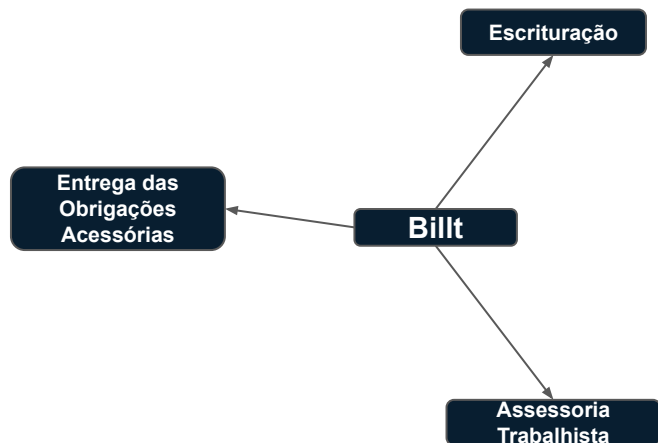 Escrituração
Entrega das
Obrigações
Acessórias
Billt
Assessoria
Trabalhista